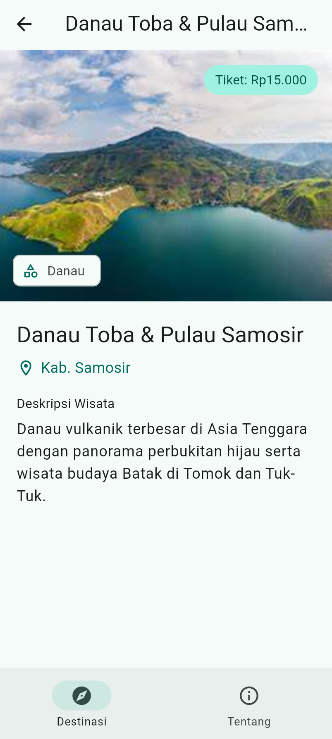 Danau Toba & Pulau Sam...
Tiket: Rp15.000
Danau
Danau Toba & Pulau Samosir
Kab. Samosir
Deskripsi Wisata
Danau vulkanik terbesar di Asia Tenggara
dengan panorama perbukitan hijau serta
wisata budaya Batak di Tomok dan Tuk-
Tuk.
Destinasi
Tentang